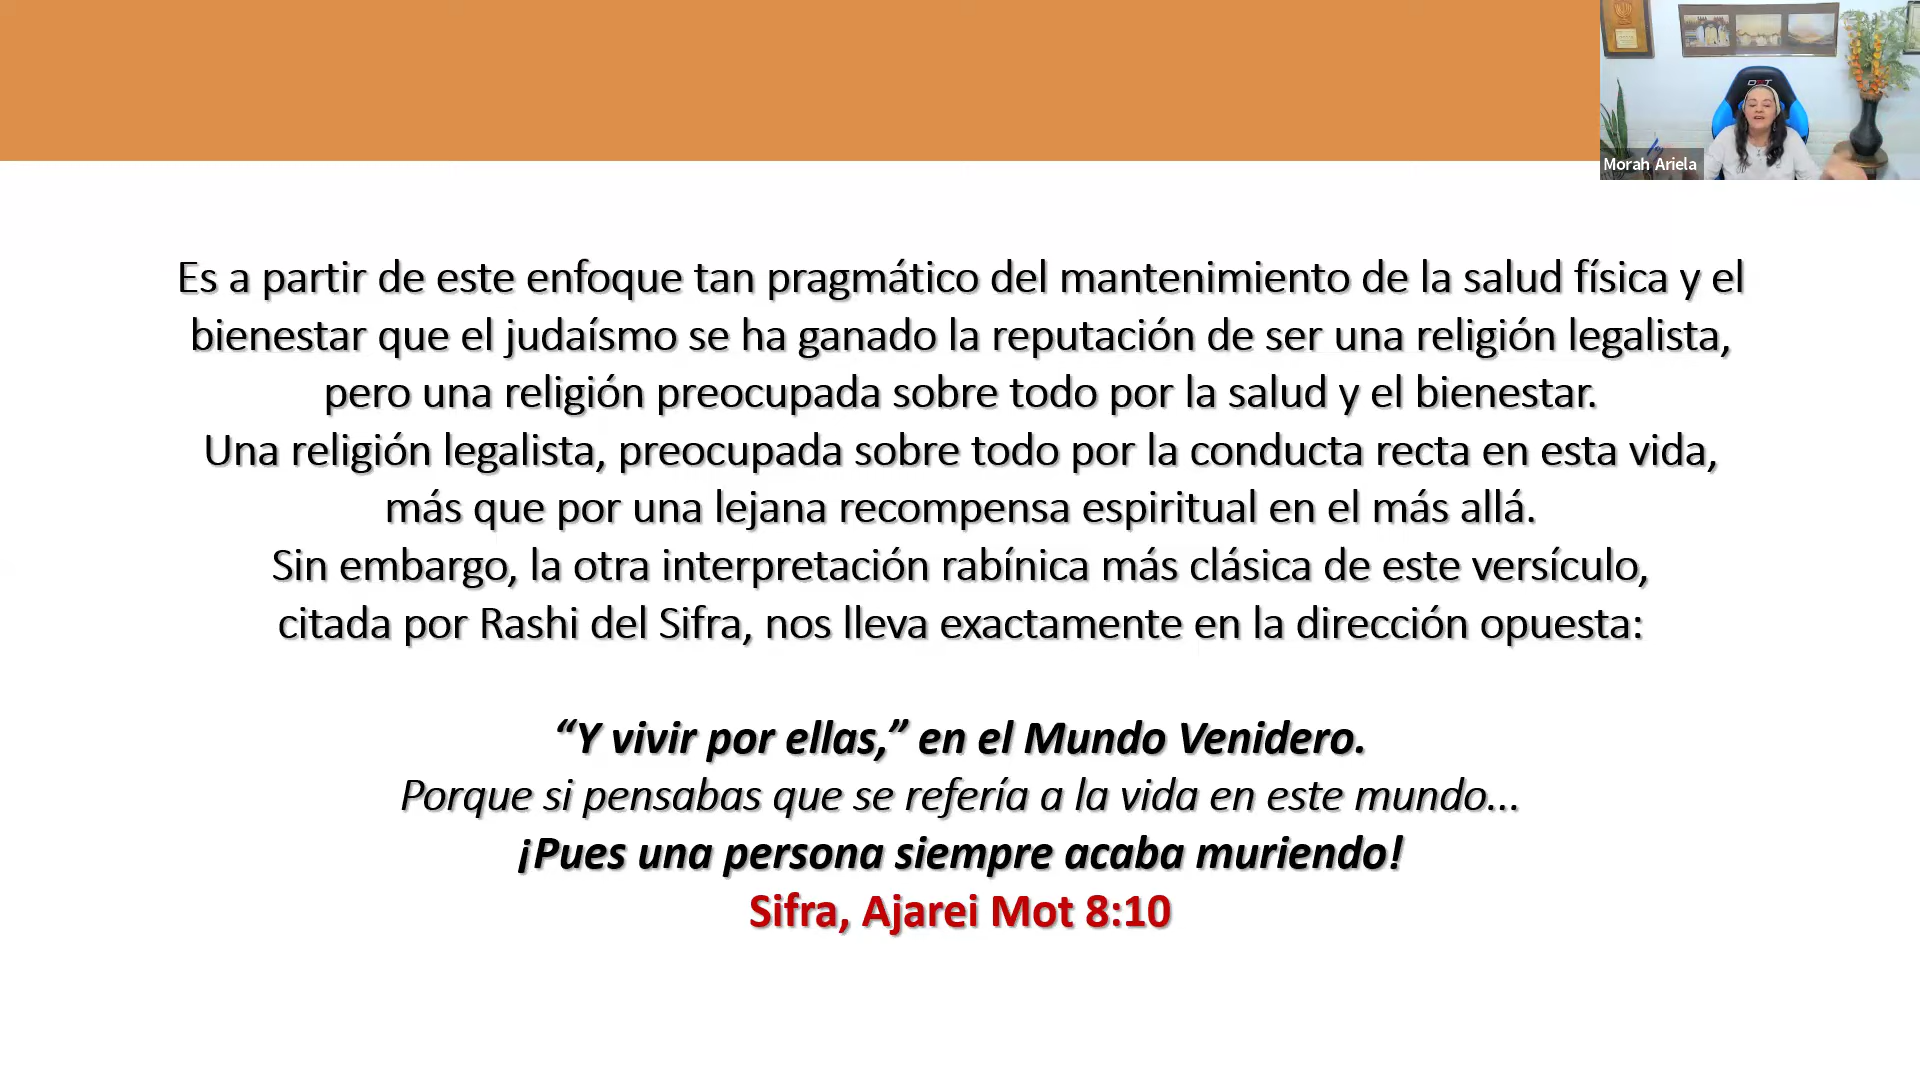 Morah Ariela
Es a partir de este enfoque tan pragmático del mantenimiento de la salud física y el
bienestar que el judaísmo se ha ganado la reputación de ser una religión legalista,
pero una religión preocupada sobre todo por la salud y el bienestar.
Una religión legalista, preocupada sobre todo por la conducta recta en esta vida,
más que por una lejana recompensa espiritual en el más allá.
Sin embargo, la otra interpretación rabínica más clásica de este versículo,
citada por Rashi del Sifra, nos lleva exactamente en la dirección opuesta:
“Y vivir por ellas,” en el Mundo Venidero.
Porque si pensabas que se refería a la vida en este mundo...
¡Pues una persona siempre acaba muriendo!
Sifra, Ajarei Mot 8:10